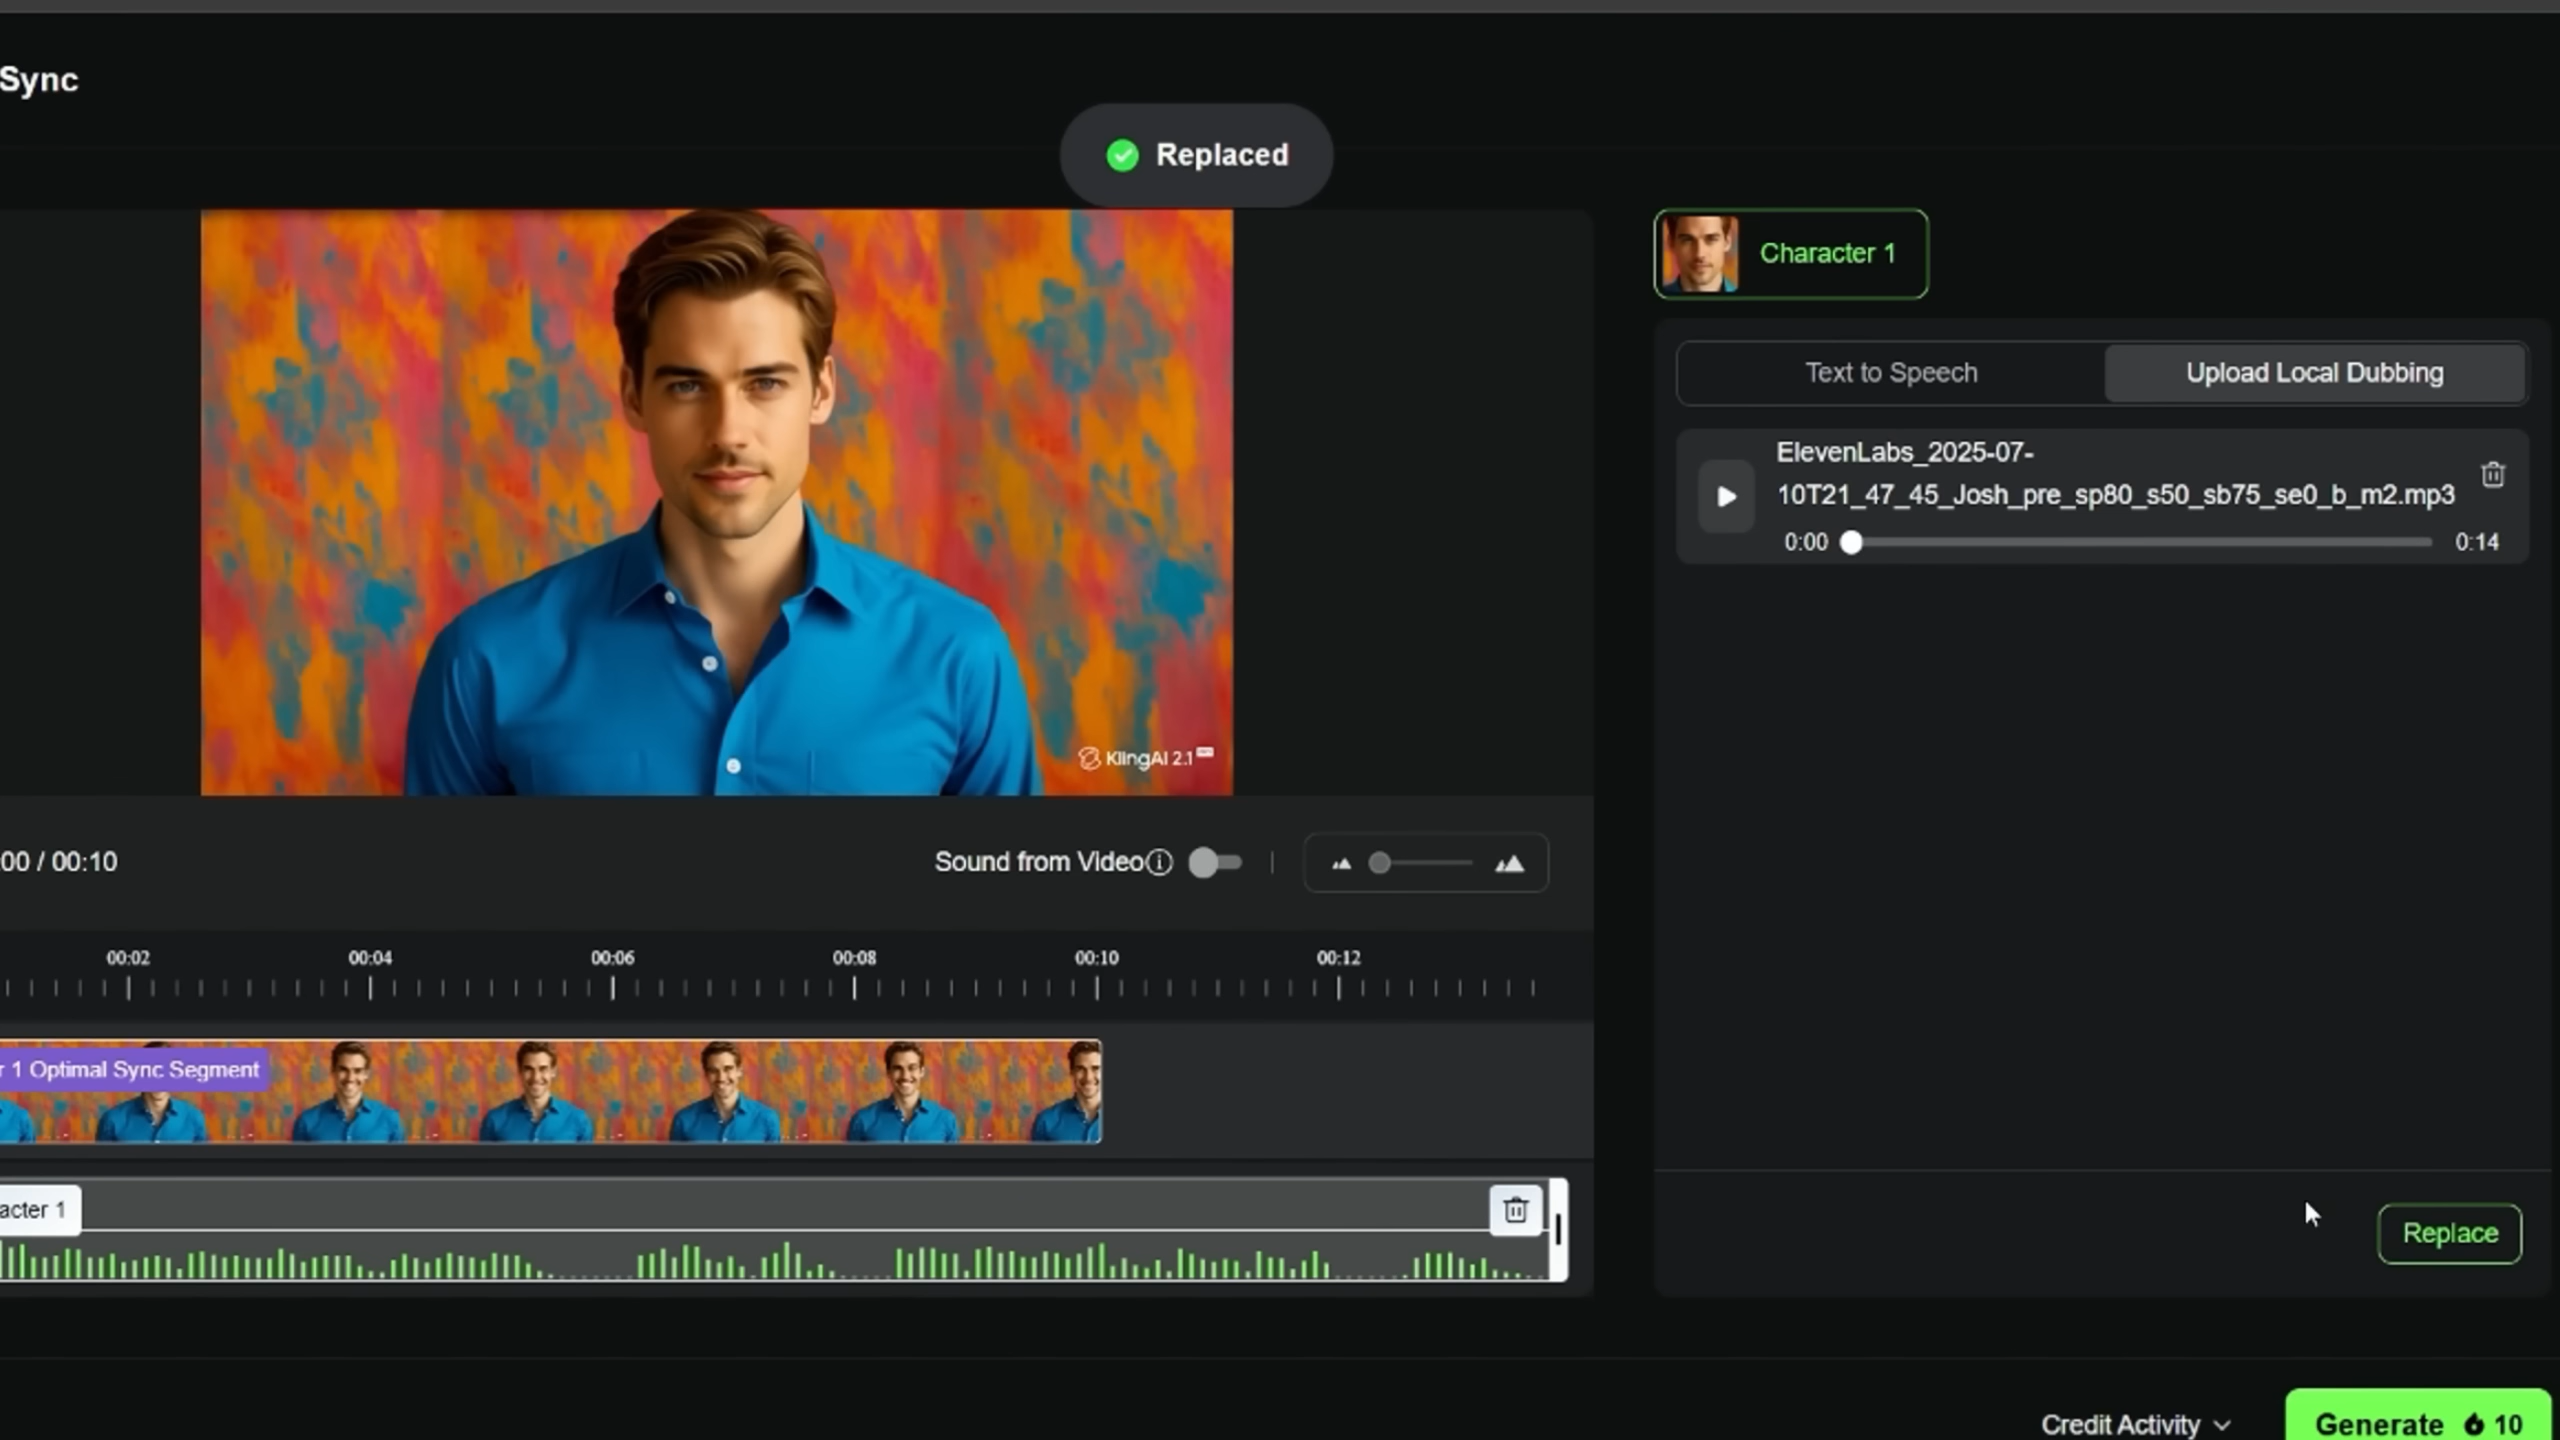 Sync
Replaced
Character 1
Text to Speech
Upload Local Dubbing
ElevenLabs_2025-07-
10T21_47_45_Josh_pre_sp80_s50_sb75_se0_b_m2.mp3
0:00
0:14
KlingAI 2.1
:00 / 00:10
Sound from Video
00:02
00:04
00:06
00:08
00:10
00:12
r 1 Optimal Sync Segment
acter 1
Replace
Credit Activity
Generate 10